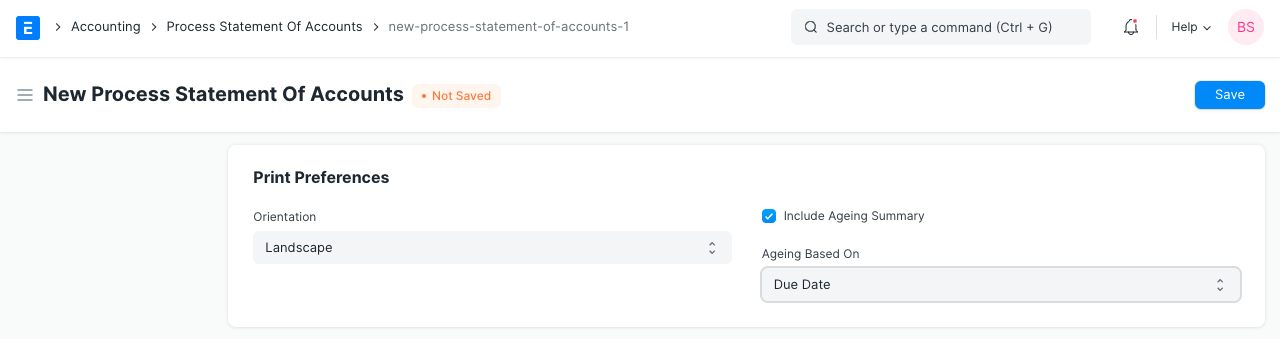 E Accounting Process Statement Of Accounts new-process-statement-of-accounts-1 Search or type a command (Ctrl + G) Help BS
New Process Statement Of Accounts • Not Saved Save
Print Preferences
Orientation
Landscape
Include Ageing Summary
Ageing Based On
Due Date